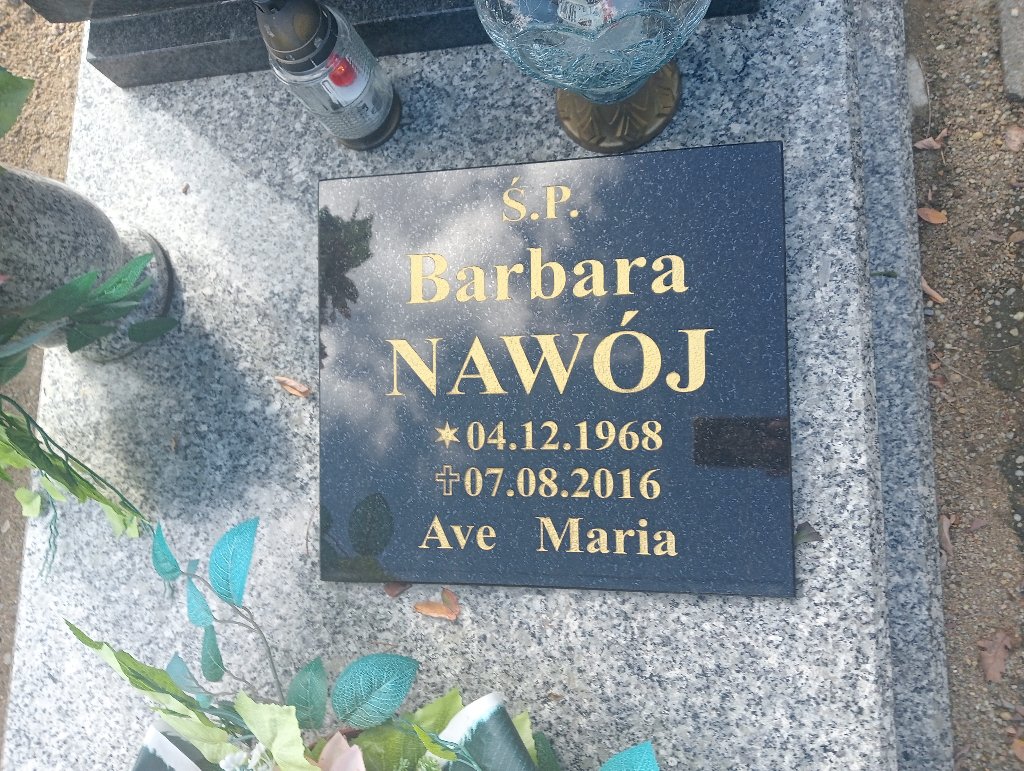 Ś.P.
Barbara
NAWÓJ
✶04.12.1968
✝07.08.2016
Ave Maria